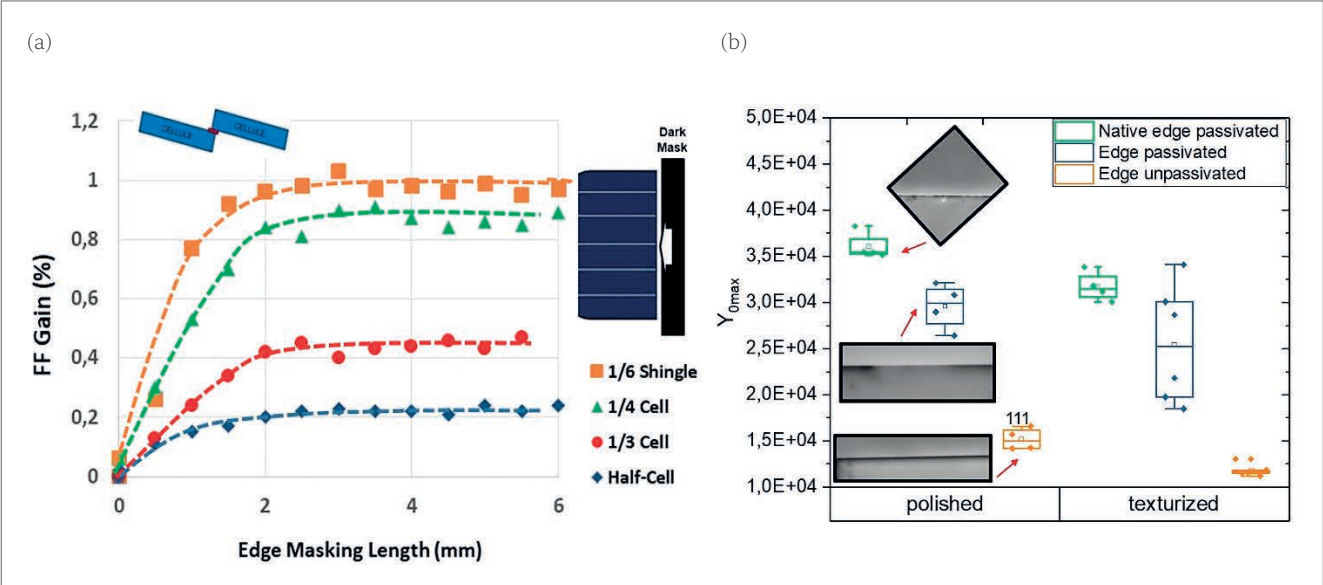 (a)
(b)
CELLULE
CELLULE
Dark
Mask
FF Gain (%)
1,2
1
0,8
0,6
0,4
0,2
0
0
2
4
6
Edge Masking Length (mm)
1/6 Shingle
1/4 Cell
1/3 Cell
Half-Cell
Y0max
5,0E+04
4,5E+04
4,0E+04
3,5E+04
3,0E+04
2,5E+04
2,0E+04
1,5E+04
1,0E+04
Native edge passivated
Edge passivated
Edge unpassivated
111
polished
texturized